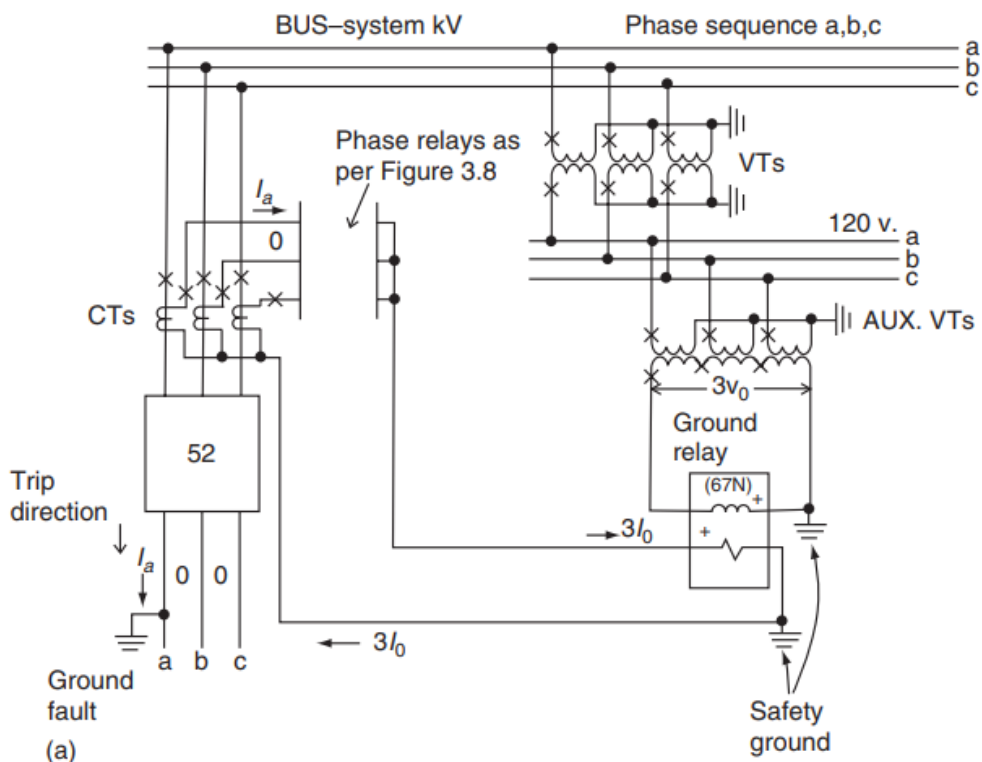 BUS–system kV
Phase sequence a,b,c
a
b
c
Phase relays as
per Figure 3.8
VTs
Iₐ
0
120 v.
a
b
c
CTs
AUX. VTs
3v₀
52
Ground
relay
(67N)
+
+
3I₀
Trip
direction
Iₐ
0 0
3I₀
a b c
Ground
fault
Safety
ground
(a)